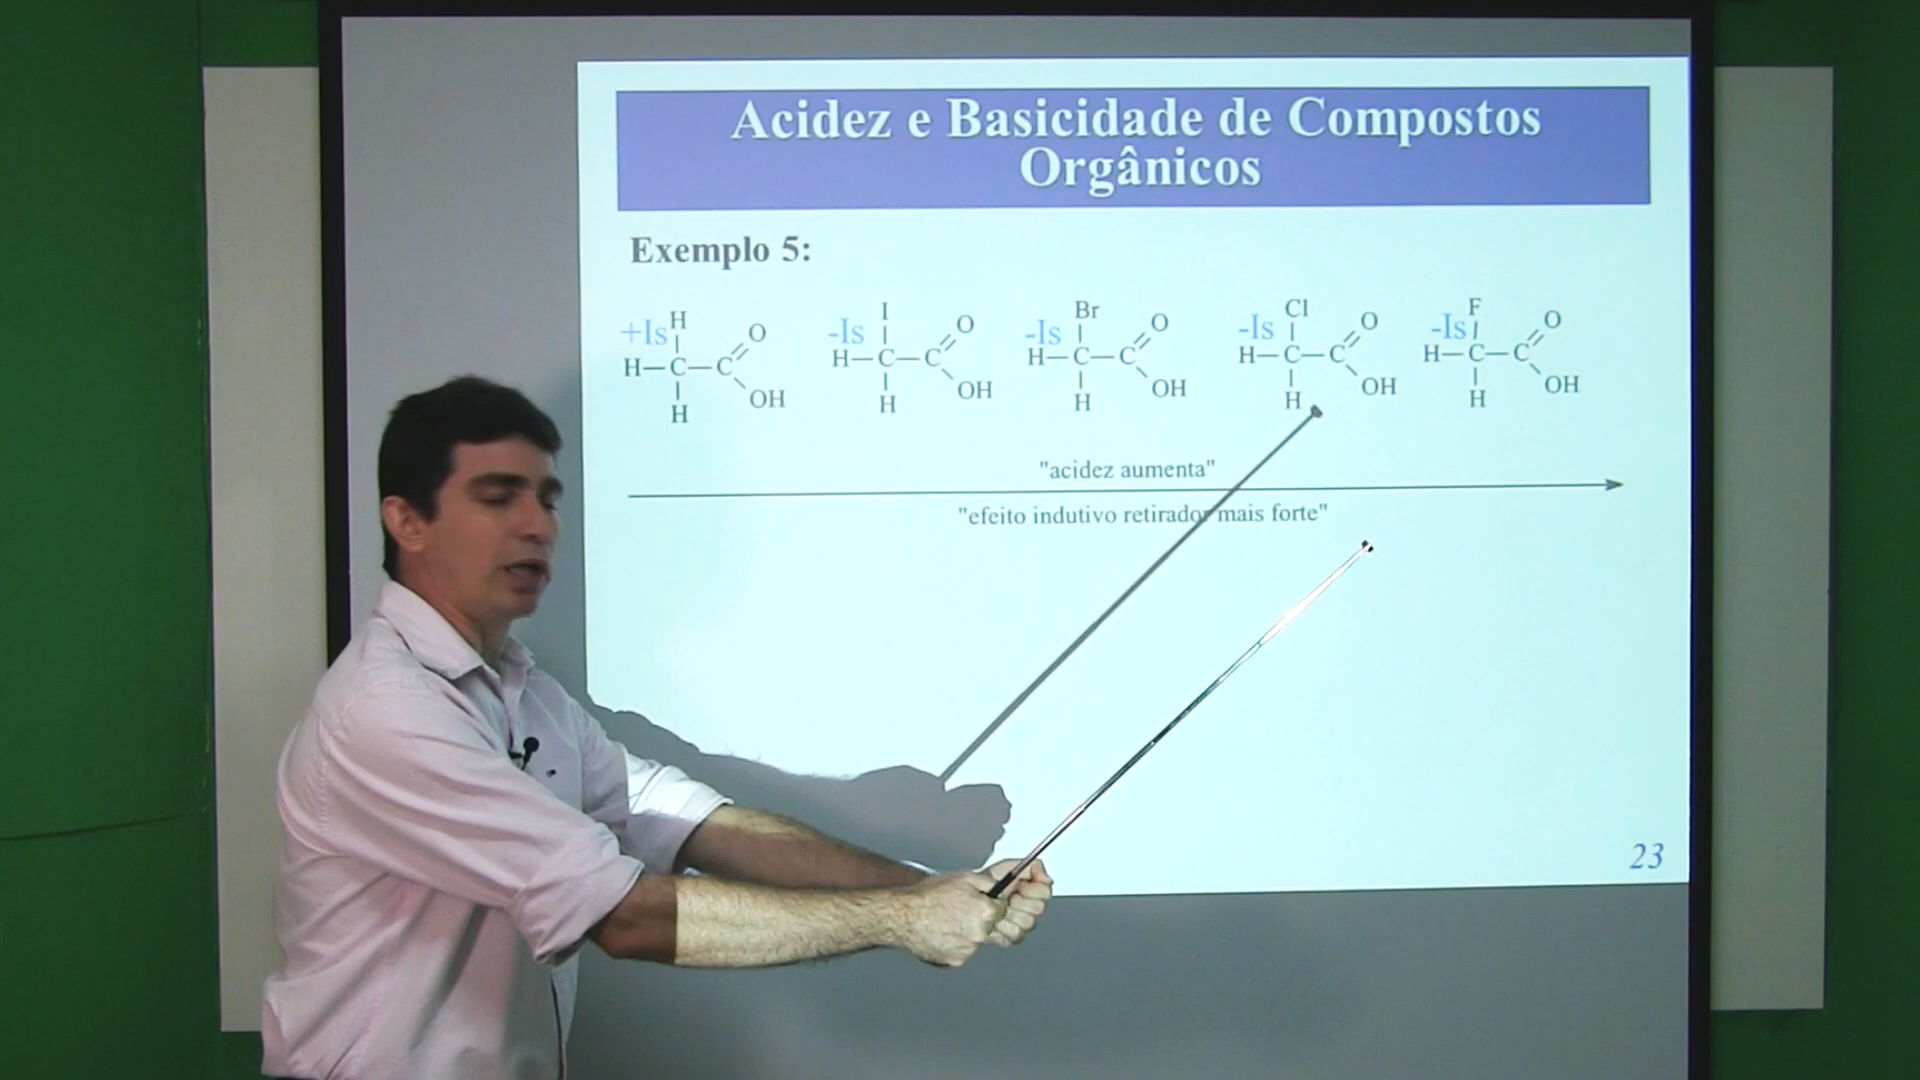 Acidez e Basicidade de Compostos
Orgânicos
Exemplo 5:
+Is H O H C C OH H
-Is I O H C C OH H
-Is Br O H C C OH H
-Is Cl O H C C OH H
-Is F O H C C OH H
"acidez aumenta"
"efeito indutivo retirador mais forte"
23